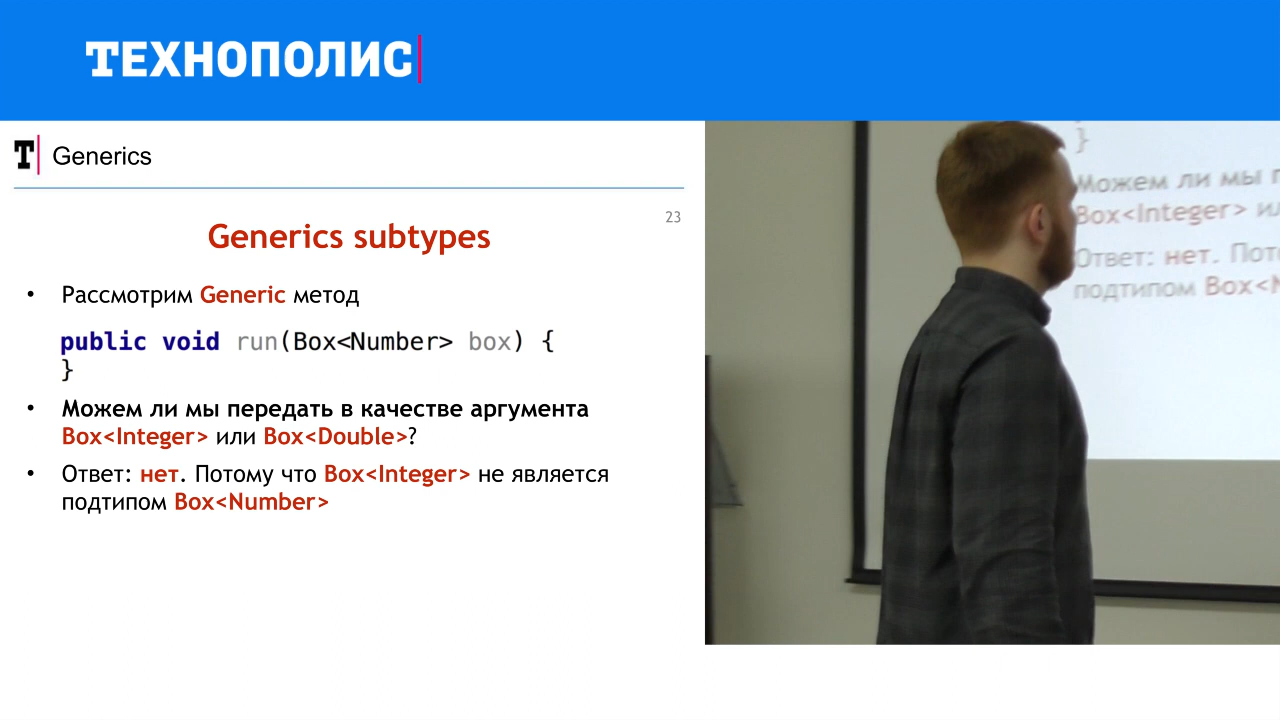 ТЕХНОПОЛИС
T Generics
23
Generics subtypes
• Рассмотрим Generic метод
public void run(Box<Number> box) {
}
• Можем ли мы передать в качестве аргумента
Box<Integer> или Box<Double>?
• Ответ: нет. Потому что Box<Integer> не является
подтипом Box<Number>
}
Можем ли мы
Box<Integer>
Ответ: нет.
подтипом